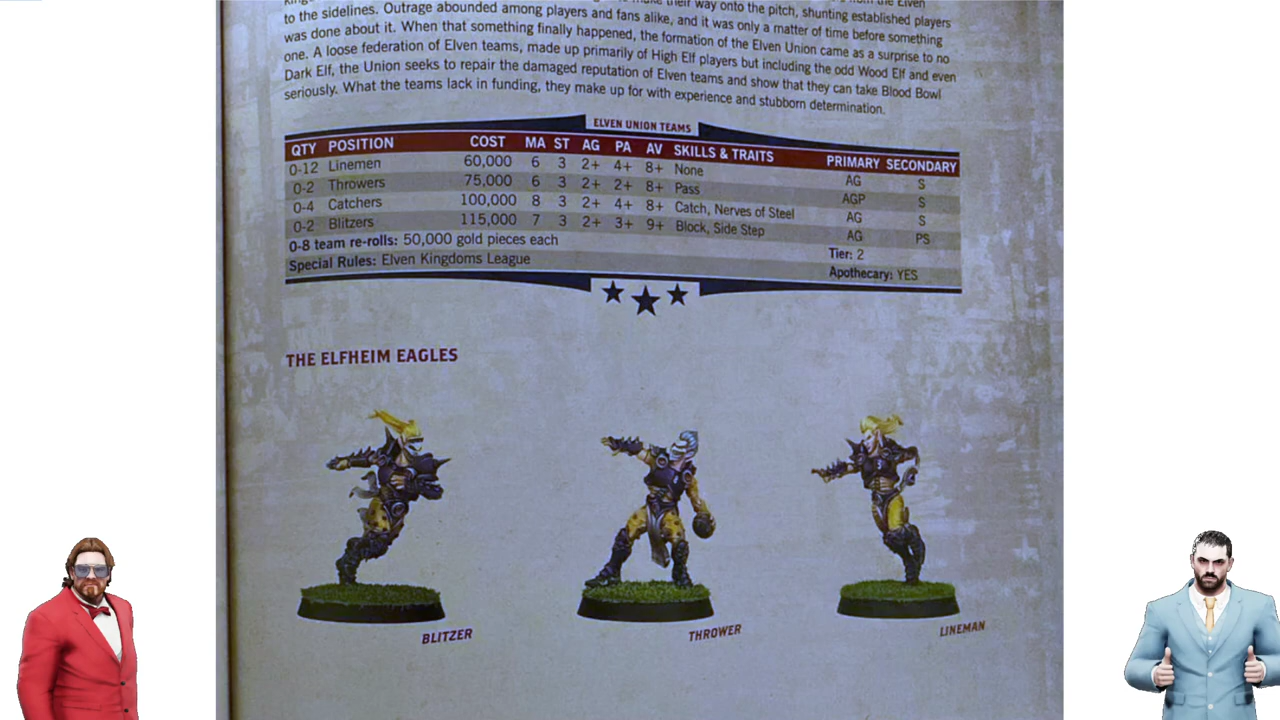 to the sidelines. Outrage abounded among players and fans alike, and it was only a matter of time before something
was done about it. When that something finally happened, the formation of the Elven Union came as a surprise to no
one. A loose federation of Elven teams, made up primarily of High Elf players but including the odd Wood Elf and even
Dark Elf, the Union seeks to repair the damaged reputation of Elven teams and show that they can take Blood Bowl
seriously. What the teams lack in funding, they make up for with experience and stubborn determination.
ELVEN UNION TEAMS
QTY POSITION COST MA ST AG PA AV SKILLS & TRAITS PRIMARY SECONDARY
0-12 Linemen 60,000 6 3 2+ 4+ 8+ None AG S
0-2 Throwers 75,000 6 3 2+ 2+ 8+ Pass AGP S
0-4 Catchers 100,000 8 3 2+ 4+ 8+ Catch, Nerves of Steel AG S
0-2 Blitzers 115,000 7 3 2+ 3+ 9+ Block, Side Step AG PS
0-8 team re-rolls: 50,000 gold pieces each Tier: 2
Special Rules: Elven Kingdoms League Apothecary: YES
THE ELFHEIM EAGLES
BLITZER
THROWER
LINEMAN